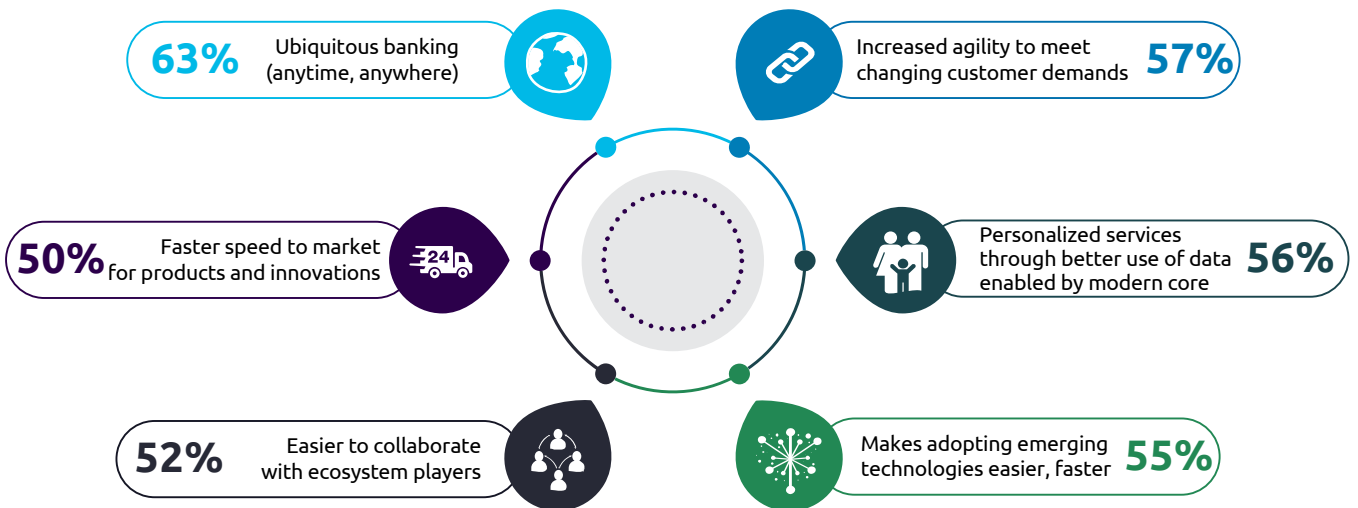 63%
Ubiquitous banking
(anytime, anywhere)
Increased agility to meet
changing customer demands
57%
50%
Faster speed to market
for products and innovations
24
Personalized services
through better use of data
enabled by modern core
56%
52%
Easier to collaborate
with ecosystem players
Makes adopting emerging
technologies easier, faster
55%